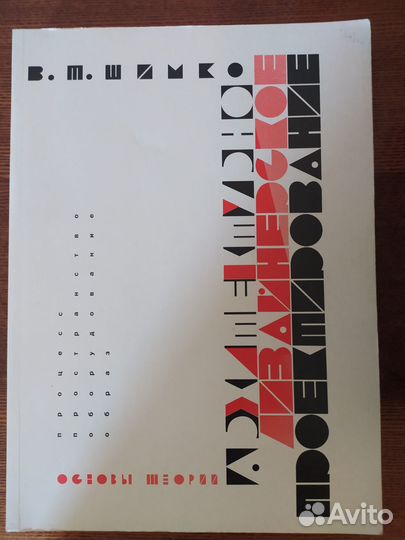 В.Т.ШИМКО
АРХИТЕКТУРНО
ДИЗАЙНЕРСКОЕ
ПРОЕКТИРОВАНИЕ
процесс
пространство
оборудование
образ
ОСНОВЫ ТЕОРИИ
Avito